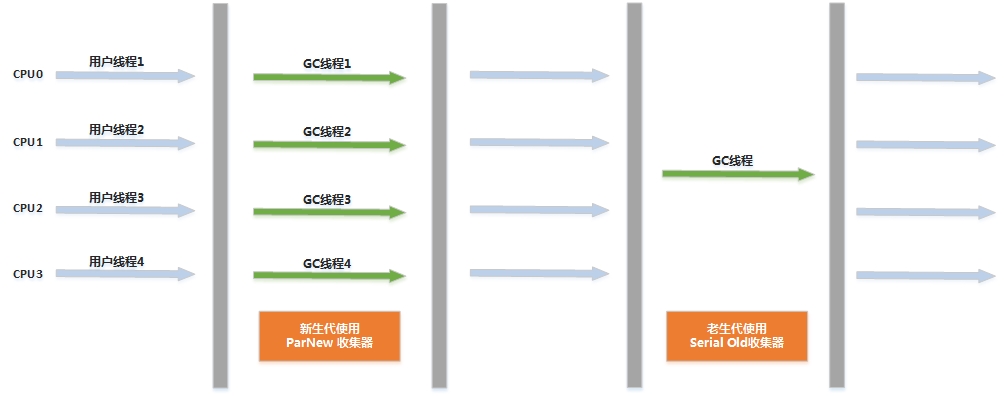 CPU0
用户线程1
GC线程1
CPU1
用户线程2
GC线程2
GC线程
CPU2
用户线程3
GC线程3
CPU3
用户线程4
GC线程4
新生代使用
ParNew 收集器
老生代使用
Serial Old收集器